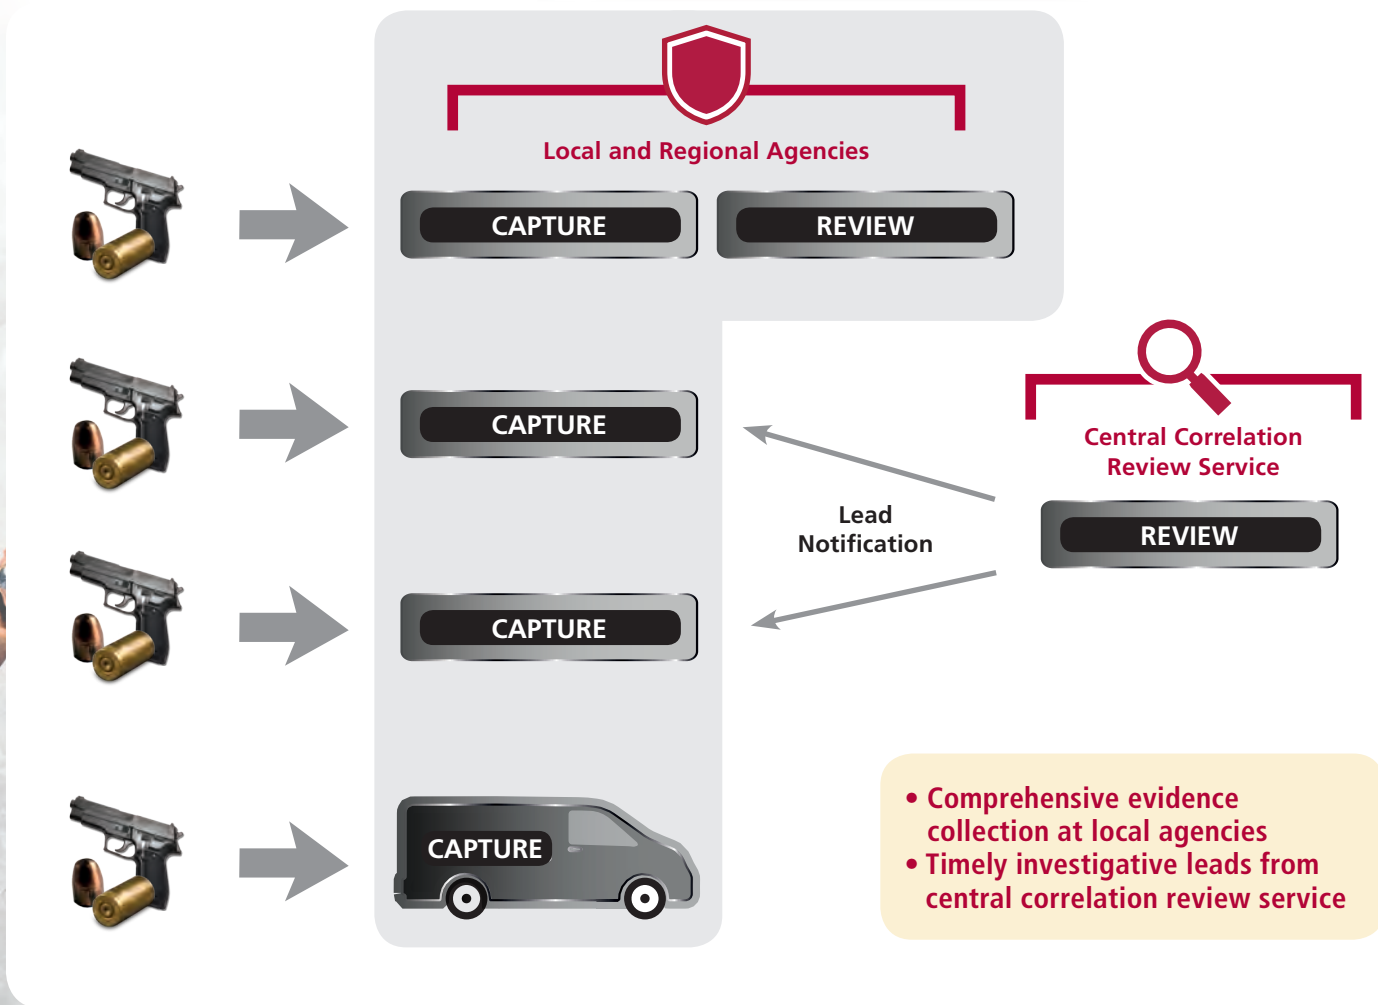 Local and Regional Agencies
CAPTURE
REVIEW
CAPTURE
Central Correlation
Review Service
Lead
Notification
REVIEW
CAPTURE
CAPTURE
• Comprehensive evidence
collection at local agencies
• Timely investigative leads from
central correlation review service